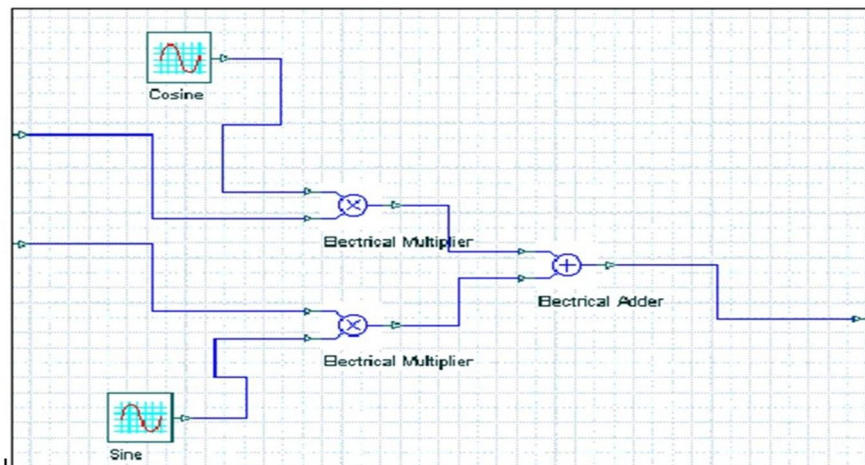 Cosine
Electrical Multiplier
Electrical Adder
Electrical Multiplier
Sine